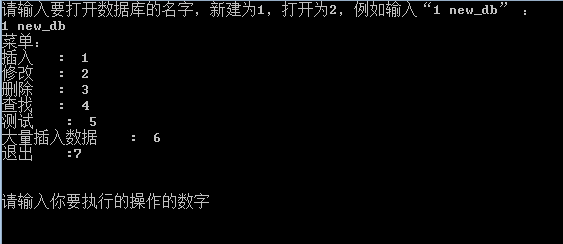 请输入要打开数据库的名字，新建为1，打开为2，例如输入“1 new_db” ：
1 new_db
菜单：
插入 ： 1
修改 ： 2
删除 ： 3
查找 ： 4
测试 ： 5
大量插入数据 ： 6
退出 :7
请输入你要执行的操作的数字